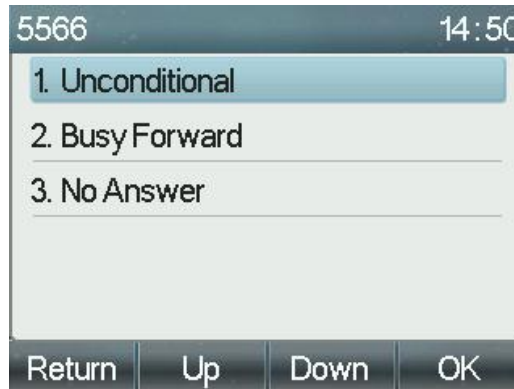 5566 14:50
1. Unconditional
2. Busy Forward
3. No Answer
Return Up Down OK